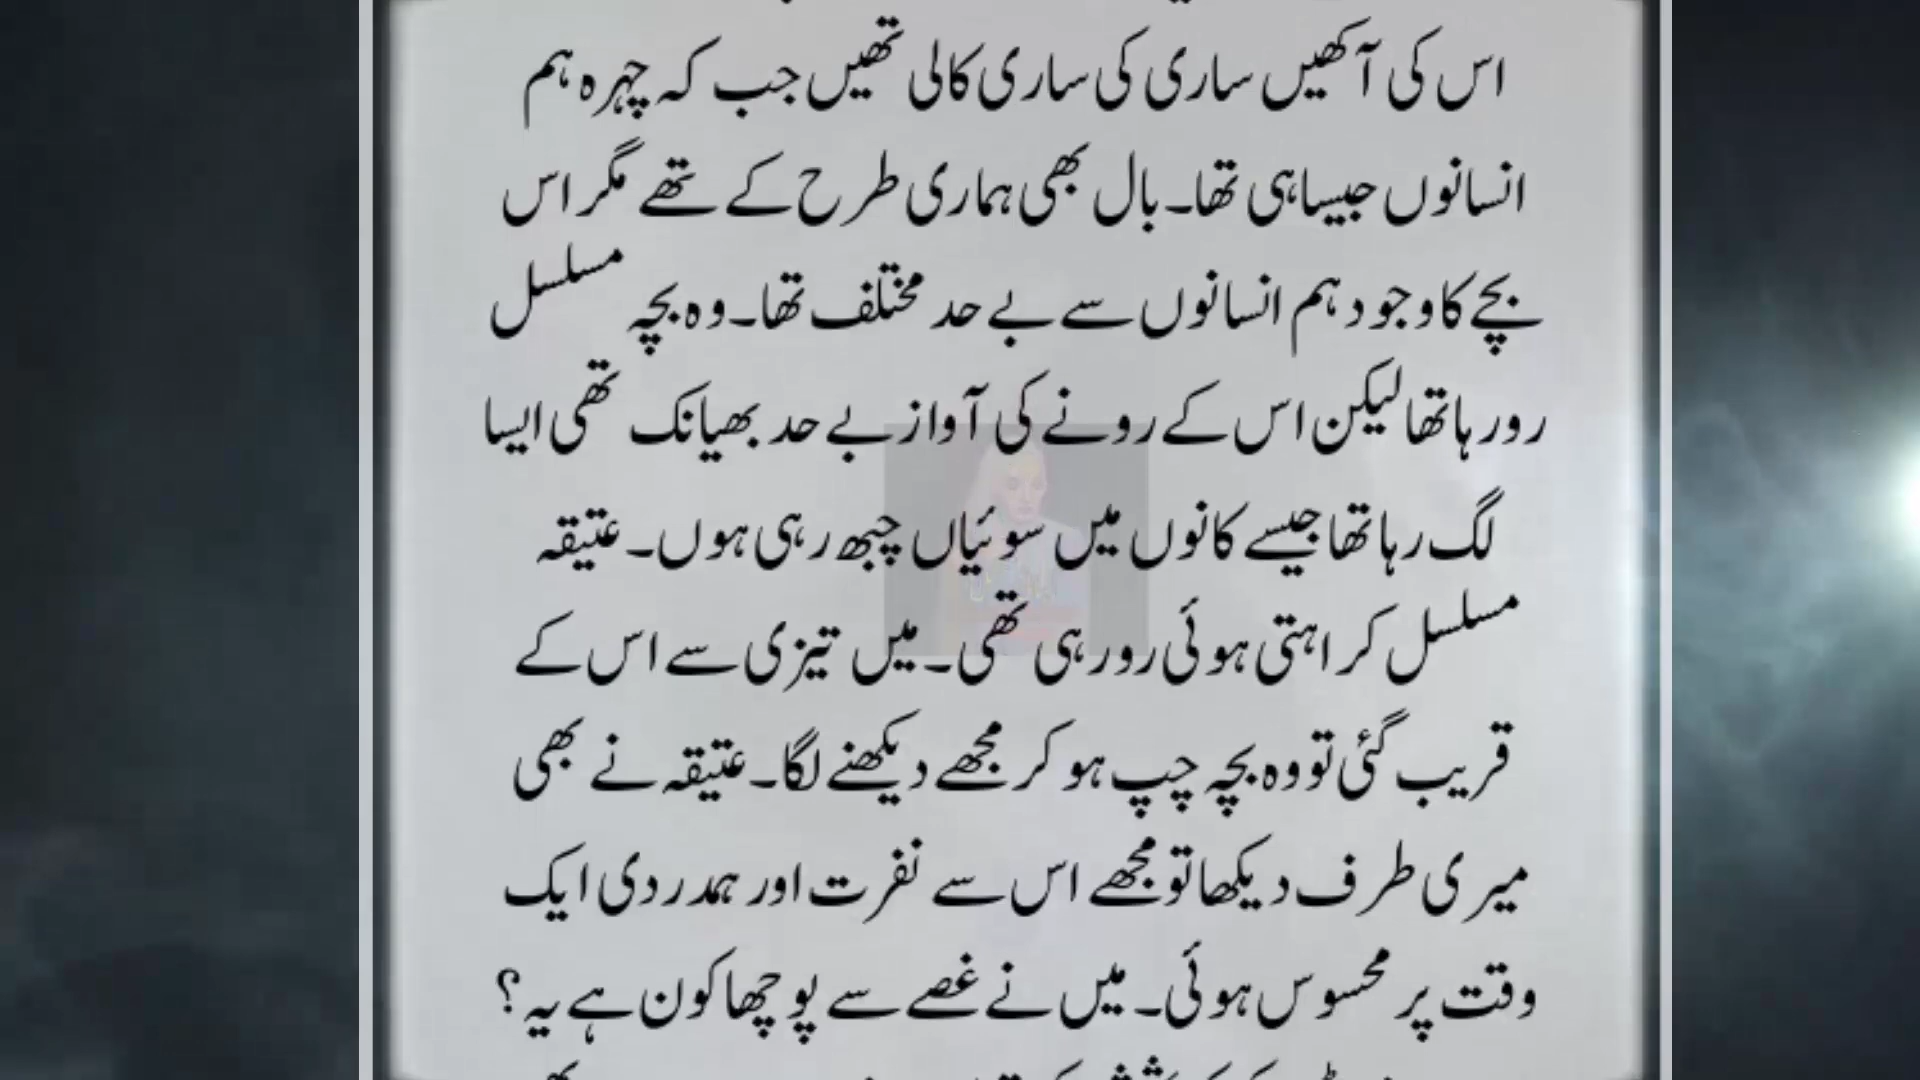 اس کی آنکھیں ساری کی ساری کالی تھیں جب کہ چہرہ ہم
انسانوں جیسا ہی تھا۔ بال بھی ہماری طرح کے تھے مگر اس
بچے کا وجود ہم انسانوں سے بے حد مختلف تھا۔ وہ بچہ مسلسل
رو رہا تھا لیکن اس کے رونے کی آواز بے حد بھیانک تھی ایسا
لگ رہا تھا جیسے کانوں میں سوئیاں چبھ رہی ہوں۔ عتیقہ
مسلسل کراہتی ہوئی رو رہی تھی۔ میں تیزی سے اس کے
قریب گئی تو وہ بچہ چپ ہو کر مجھے دیکھنے لگا۔ عتیقہ نے بھی
میری طرف دیکھا تو مجھے اس سے نفرت اور ہمدردی ایک
وقت پر محسوس ہوئی۔ میں نے غصے سے پوچھا کون ہے یہ؟